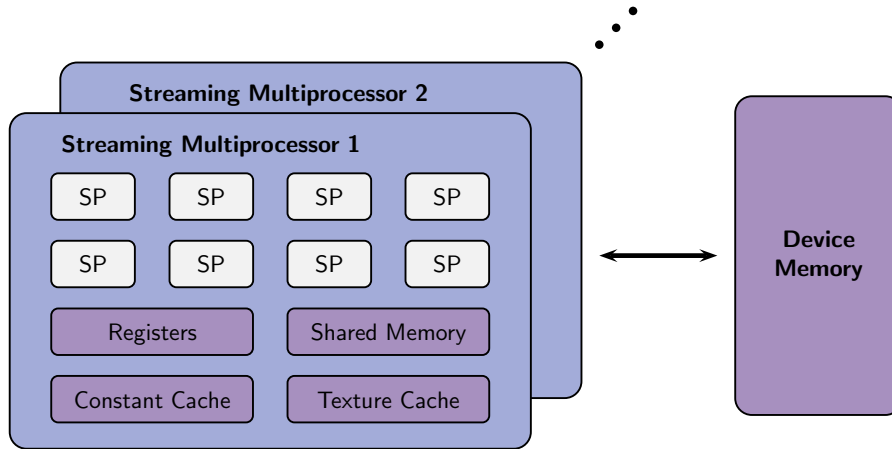 Streaming Multiprocessor 2
Streaming Multiprocessor 1
SP SP SP SP
SP SP SP SP
Registers Shared Memory
Constant Cache Texture Cache
Device
Memory